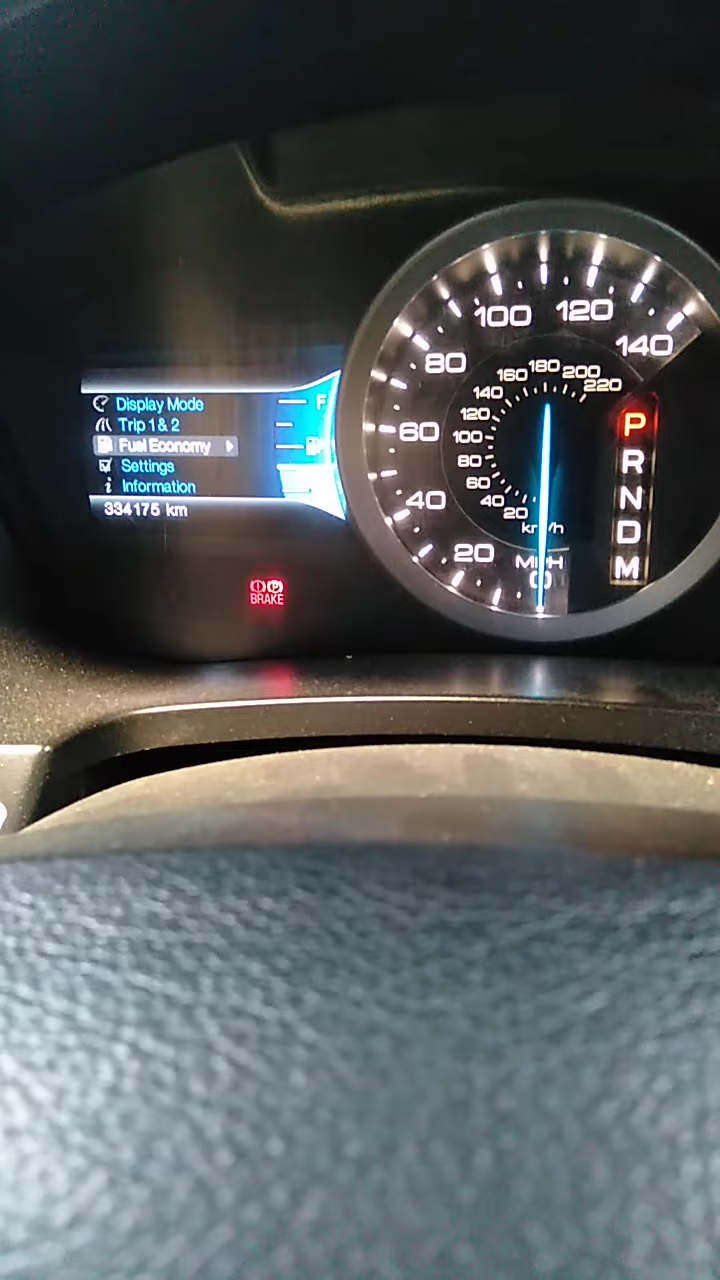 Display Mode
Trip 1 & 2
Fuel Economy
Settings
Information
334175 km
F
BRAKE
P
0
20
40
60
80
100
120
140
MPH
20
40
60
80
100
120
140
160
180
200
220
km/h
P
R
N
D
M